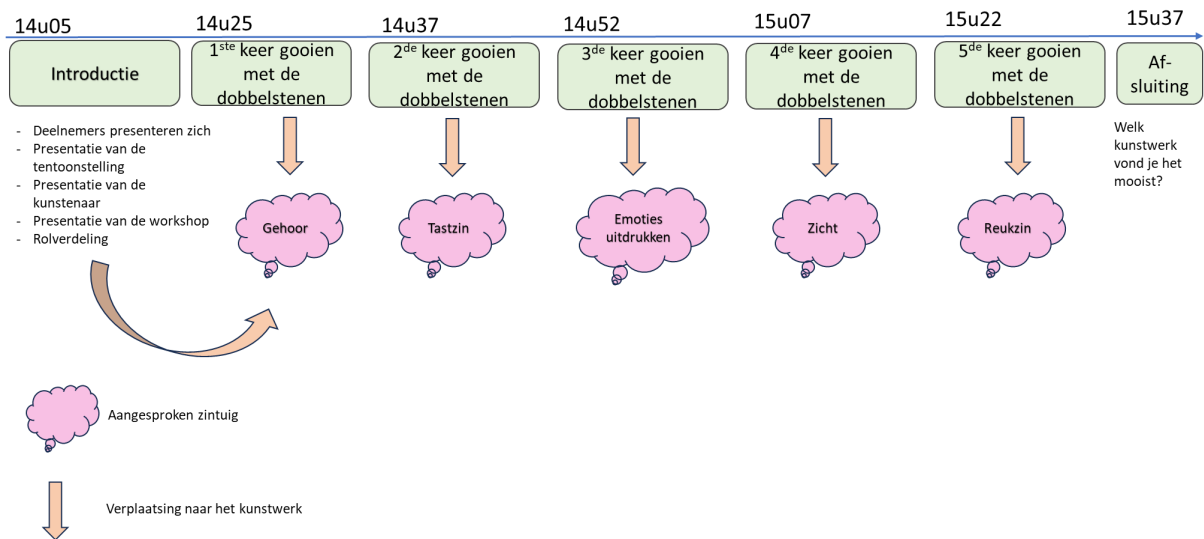 14u05
14u25
14u37
14u52
15u07
15u22
15u37
Introductie
1ste keer gooien
met de
dobbelstenen
2de keer gooien
met de
dobbelstenen
3de keer gooien
met de
dobbelstenen
4de keer gooien
met de
dobbelstenen
5de keer gooien
met de
dobbelstenen
Af-
sluiting
- Deelnemers presenteren zich
- Presentatie van de
tentoonstelling
- Presentatie van de
kunstenaar
- Presentatie van de workshop
- Rolverdeling
Welk
kunstwerk
vond je het
mooist?
Gehoor
Tastzin
Emoties
uitdrukken
Zicht
Reukzin
Aangesproken zintuig
Verplaatsing naar het kunstwerk